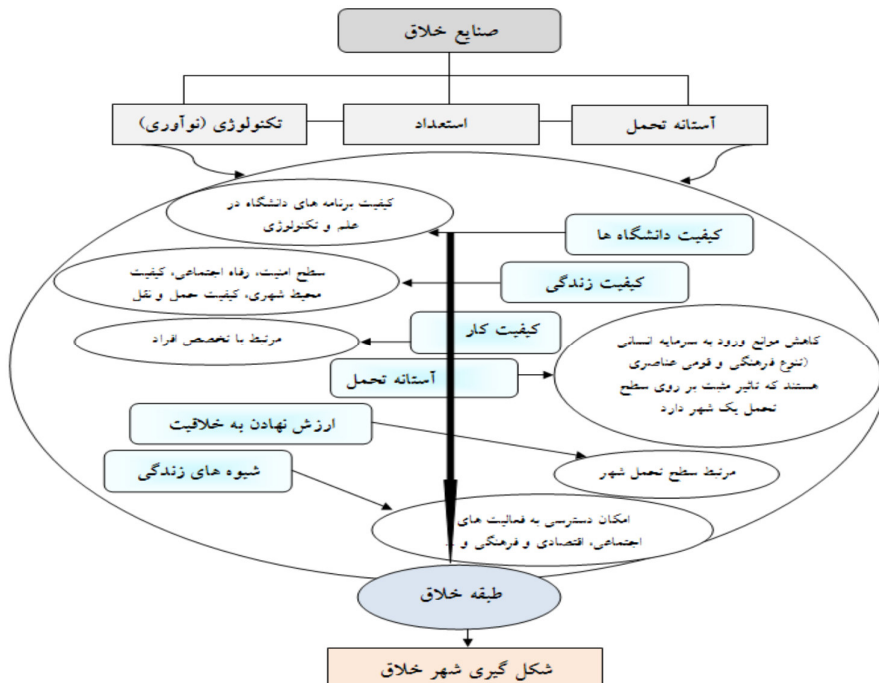 صنایع خلاق
آستانه تحمل
استعداد
تکنولوژی (نوآوری)
کیفیت برنامه های دانشگاه در
علم و تکنولوژی
کیفیت دانشگاه ها
سطح امنیت، رفاه اجتماعی، کیفیت
محیط شهری، کیفیت حمل و نقل
کیفیت زندگی
کیفیت کار
مرتبط با تخصص افراد
کاهش موانع ورود به سرمایه انسانی
(تنوع فرهنگی و قومی عناصری
هستند که تاثیر مثبت بر روی سطح
تحمل یک شهر دارد
آستانه تحمل
ارزش نهادن به خلاقیت
مرتبط سطح تحمل شهر
شیوه های زندگی
امکان دسترسی به فعالیت های
اجتماعی، اقتصادی و فرهنگی و ..
طبقه خلاق
شکل گیری شهر خلاق